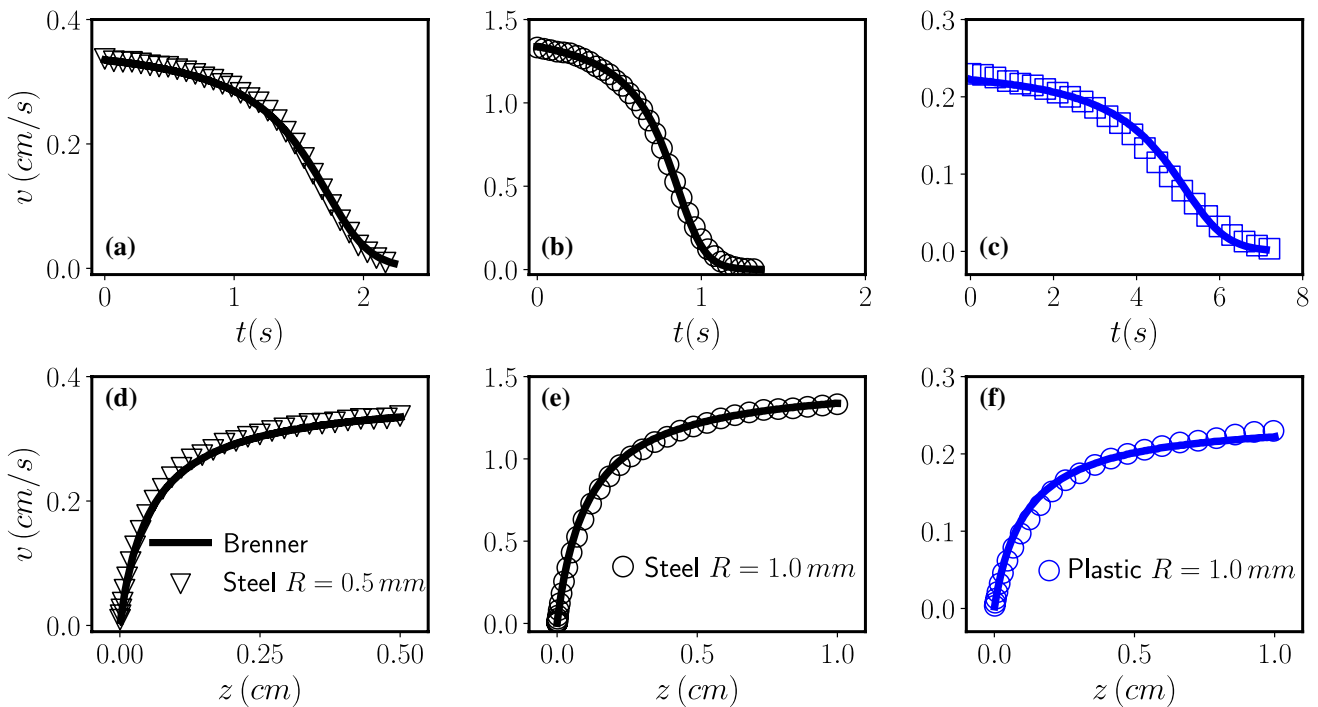 0.4
0.2
0.0
v (cm/s)
(a)
0 1 2
t(s)
1.5
1.0
0.5
0.0
(b)
0 1 2
t(s)
0.3
0.2
0.1
0.0
(c)
0 2 4 6 8
t(s)
0.4
0.2
0.0
v (cm/s)
(d)
Brenner
Steel R = 0.5 mm
0.00 0.25 0.50
z (cm)
1.5
1.0
0.5
0.0
(e)
Steel R = 1.0 mm
0.0 0.5 1.0
z (cm)
0.3
0.2
0.1
0.0
(f)
Plastic R = 1.0 mm
0.0 0.5 1.0
z (cm)